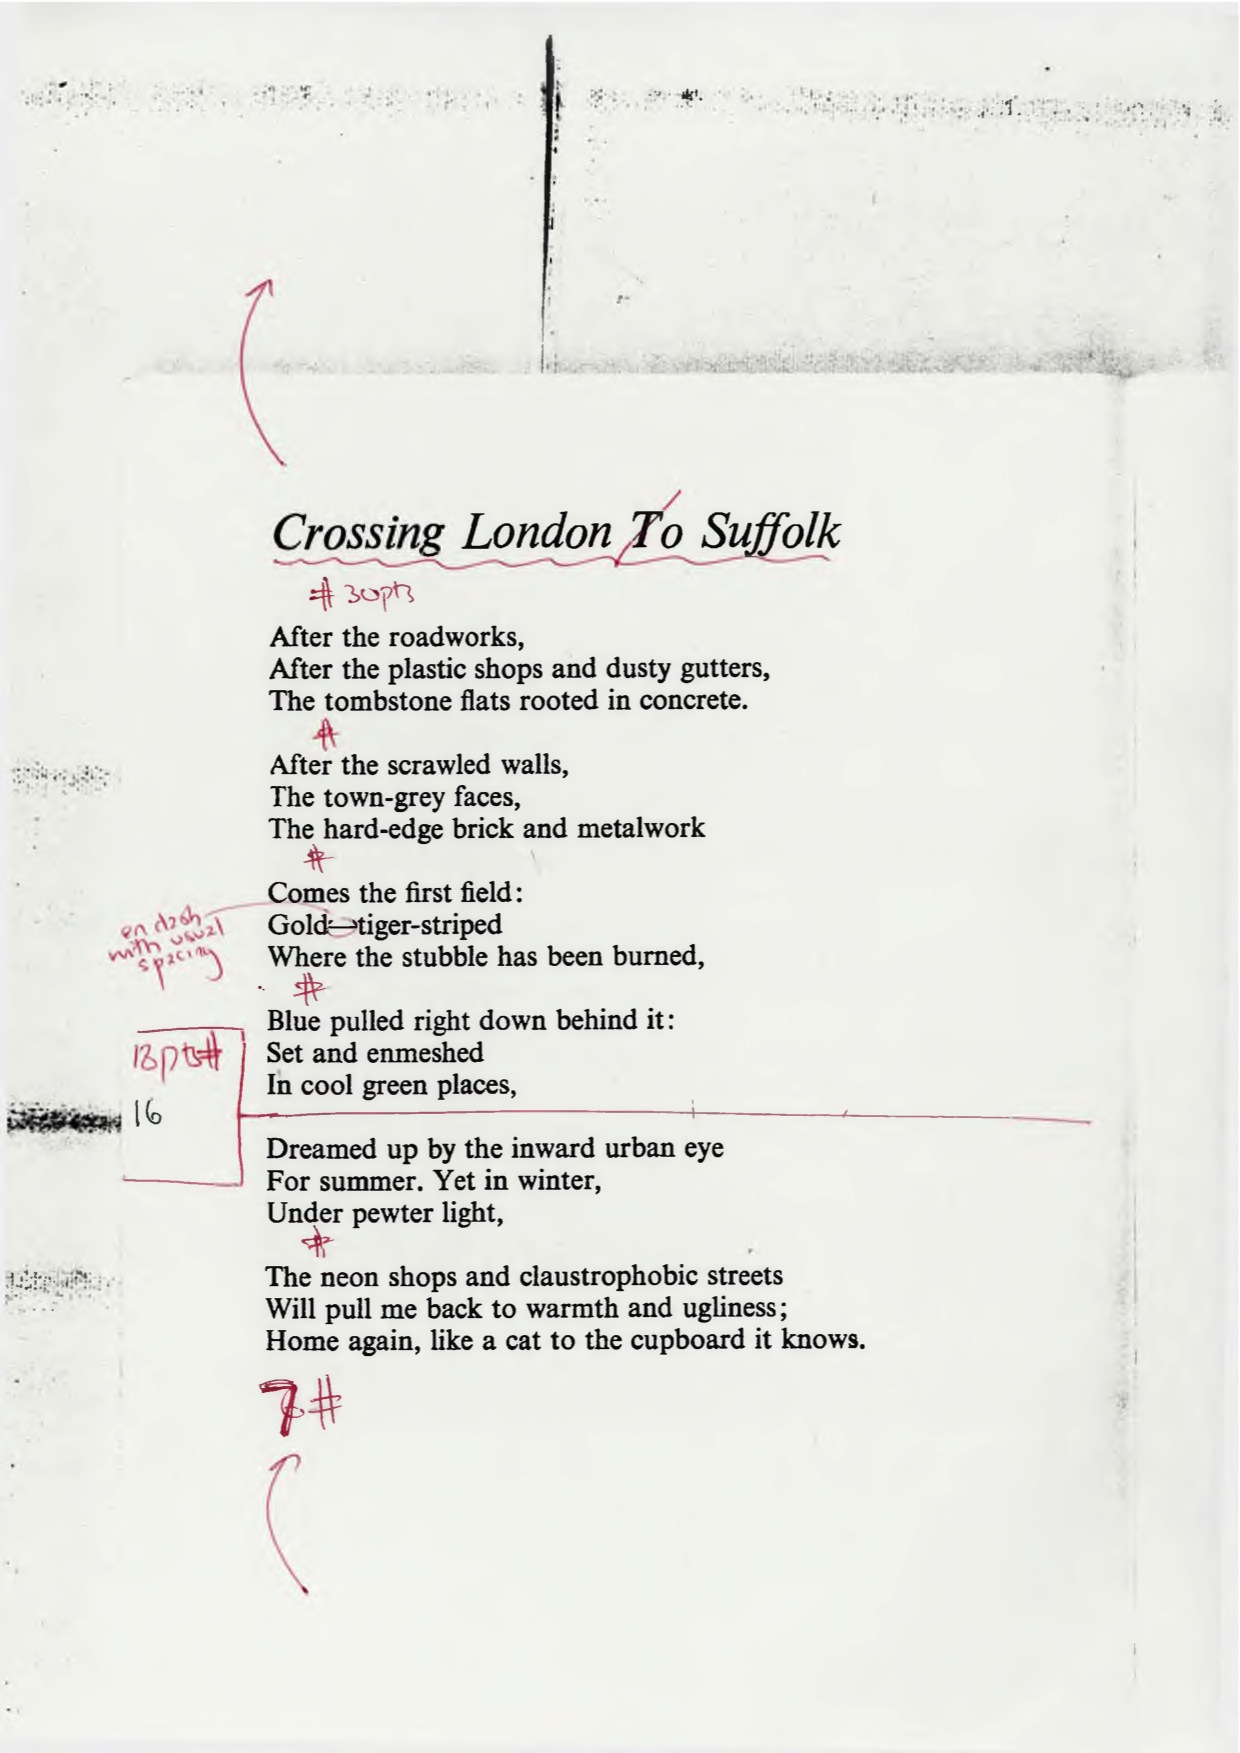 Crossing London To Suffolk
# 30pts
After the roadworks,
After the plastic shops and dusty gutters,
The tombstone flats rooted in concrete.
#
After the scrawled walls,
The town-grey faces,
The hard-edge brick and metalwork
#
Comes the first field:
en dash
with usual
spacing
Gold—tiger-striped
Where the stubble has been burned,
#
Blue pulled right down behind it:
Set and enmeshed
In cool green places,
pts#
16
Dreamed up by the inward urban eye
For summer. Yet in winter,
Under pewter light,
#
The neon shops and claustrophobic streets
Will pull me back to warmth and ugliness;
Home again, like a cat to the cupboard it knows.
7#